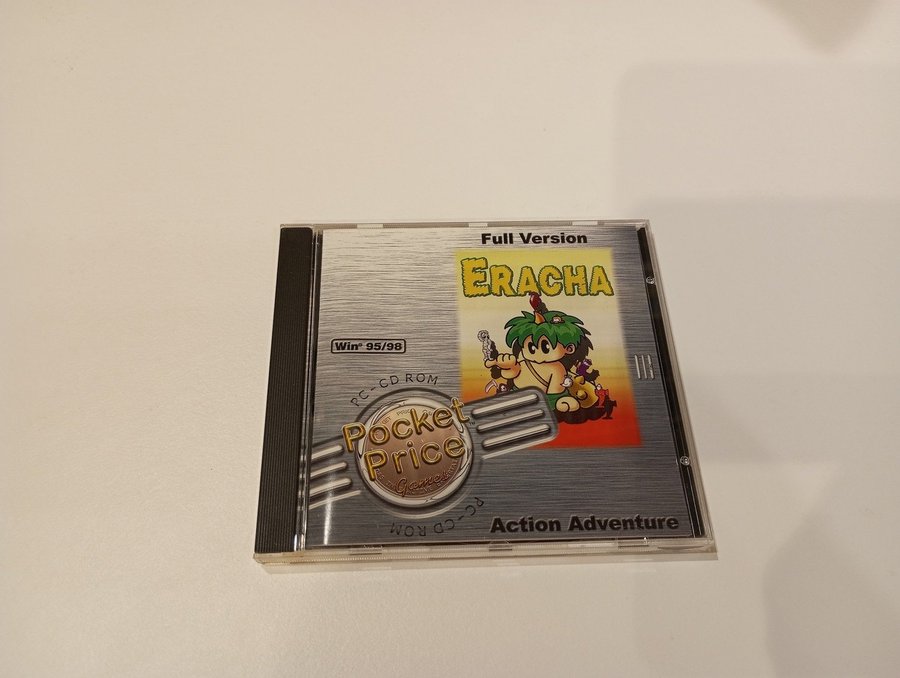 Full Version
ERACHA
Win® 95/98
PC-CD ROM
Pocket
Price
Games
PC-CD ROM
Action Adventure